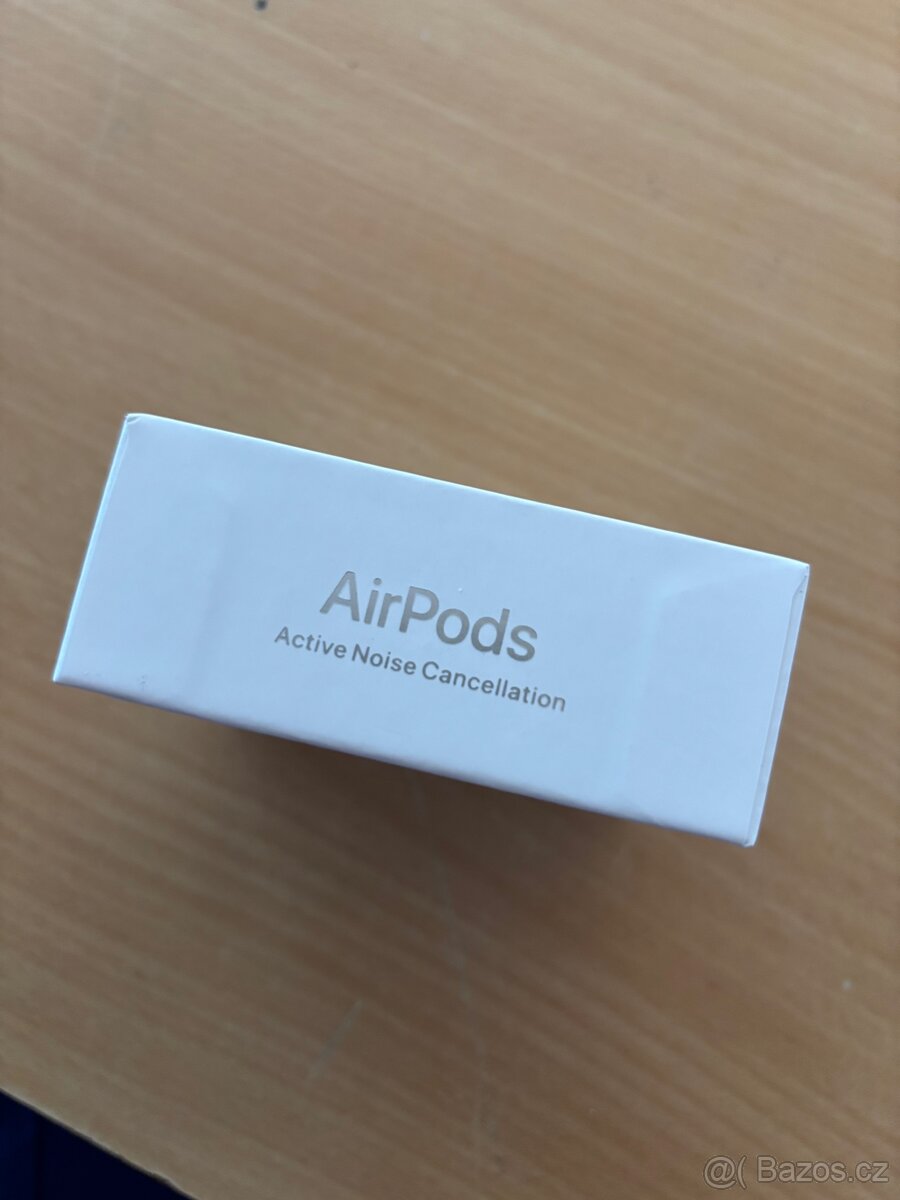 AirPods
Active Noise Cancellation
@( Bazos.cz